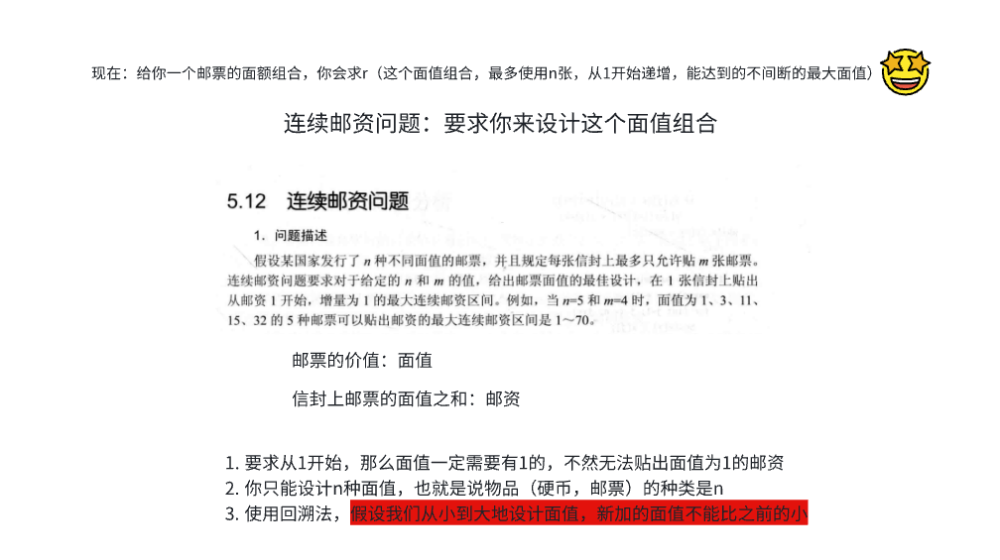 现在：给你一个邮票的面额组合，你会求r（这个面值组合，最多使用n张，从1开始递增，能达到的不间断的最大面值）
连续邮资问题：要求你来设计这个面值组合
5.12 连续邮资问题
1．问题描述
假设某国家发行了 n 种不同面值的邮票，并且规定每张信封上最多只允许贴 m 张邮票。
连续邮资问题要求对于给定的 n 和 m 的值，给出邮票面值的最佳设计，在 1 张信封上贴出
从邮资 1 开始，增量为 1 的最大连续邮资区间。例如，当 n=5 和 m=4 时，面值为 1、3、11、
15、32 的 5 种邮票可以贴出邮资的最大连续邮资区间是 1～70。
邮票的价值：面值
信封上邮票的面值之和：邮资
1. 要求从1开始，那么面值一定需要有1的，不然无法贴出面值为1的邮资
2. 你只能设计n种面值，也就是说物品（硬币，邮票）的种类是n
3. 使用回溯法，假设我们从小到大地设计面值，新加的面值不能比之前的小